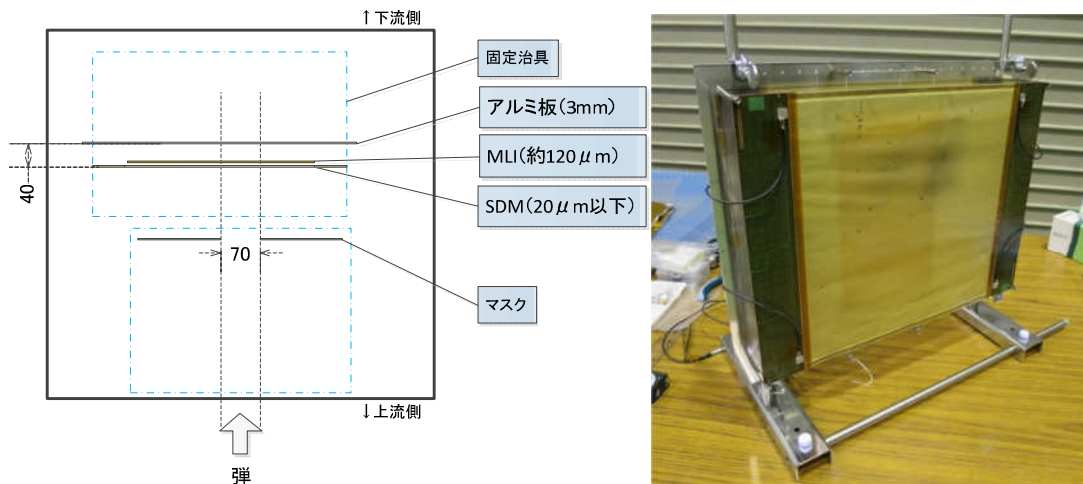 ↑下流側
固定治具
アルミ板(3mm)
MLI(約120μm)
40
SDM(20μm以下)
70
マスク
↓上流側
弾